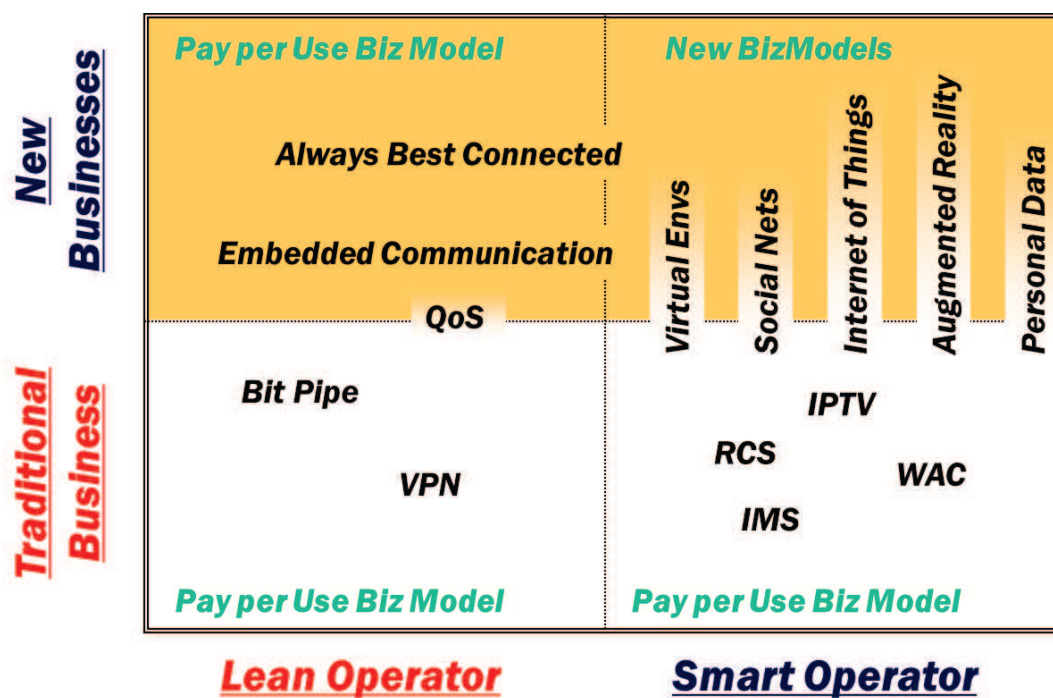 Pay per Use Biz Model
New BizModels
New
Businesses
Always Best Connected
Embedded Communication
QoS
Virtual Envs
Social Nets
Internet of Things
Augmented Reality
Personal Data
Traditional
Business
Bit Pipe
IPTV
RCS
WAC
VPN
IMS
Pay per Use Biz Model
Pay per Use Biz Model
Lean Operator
Smart Operator